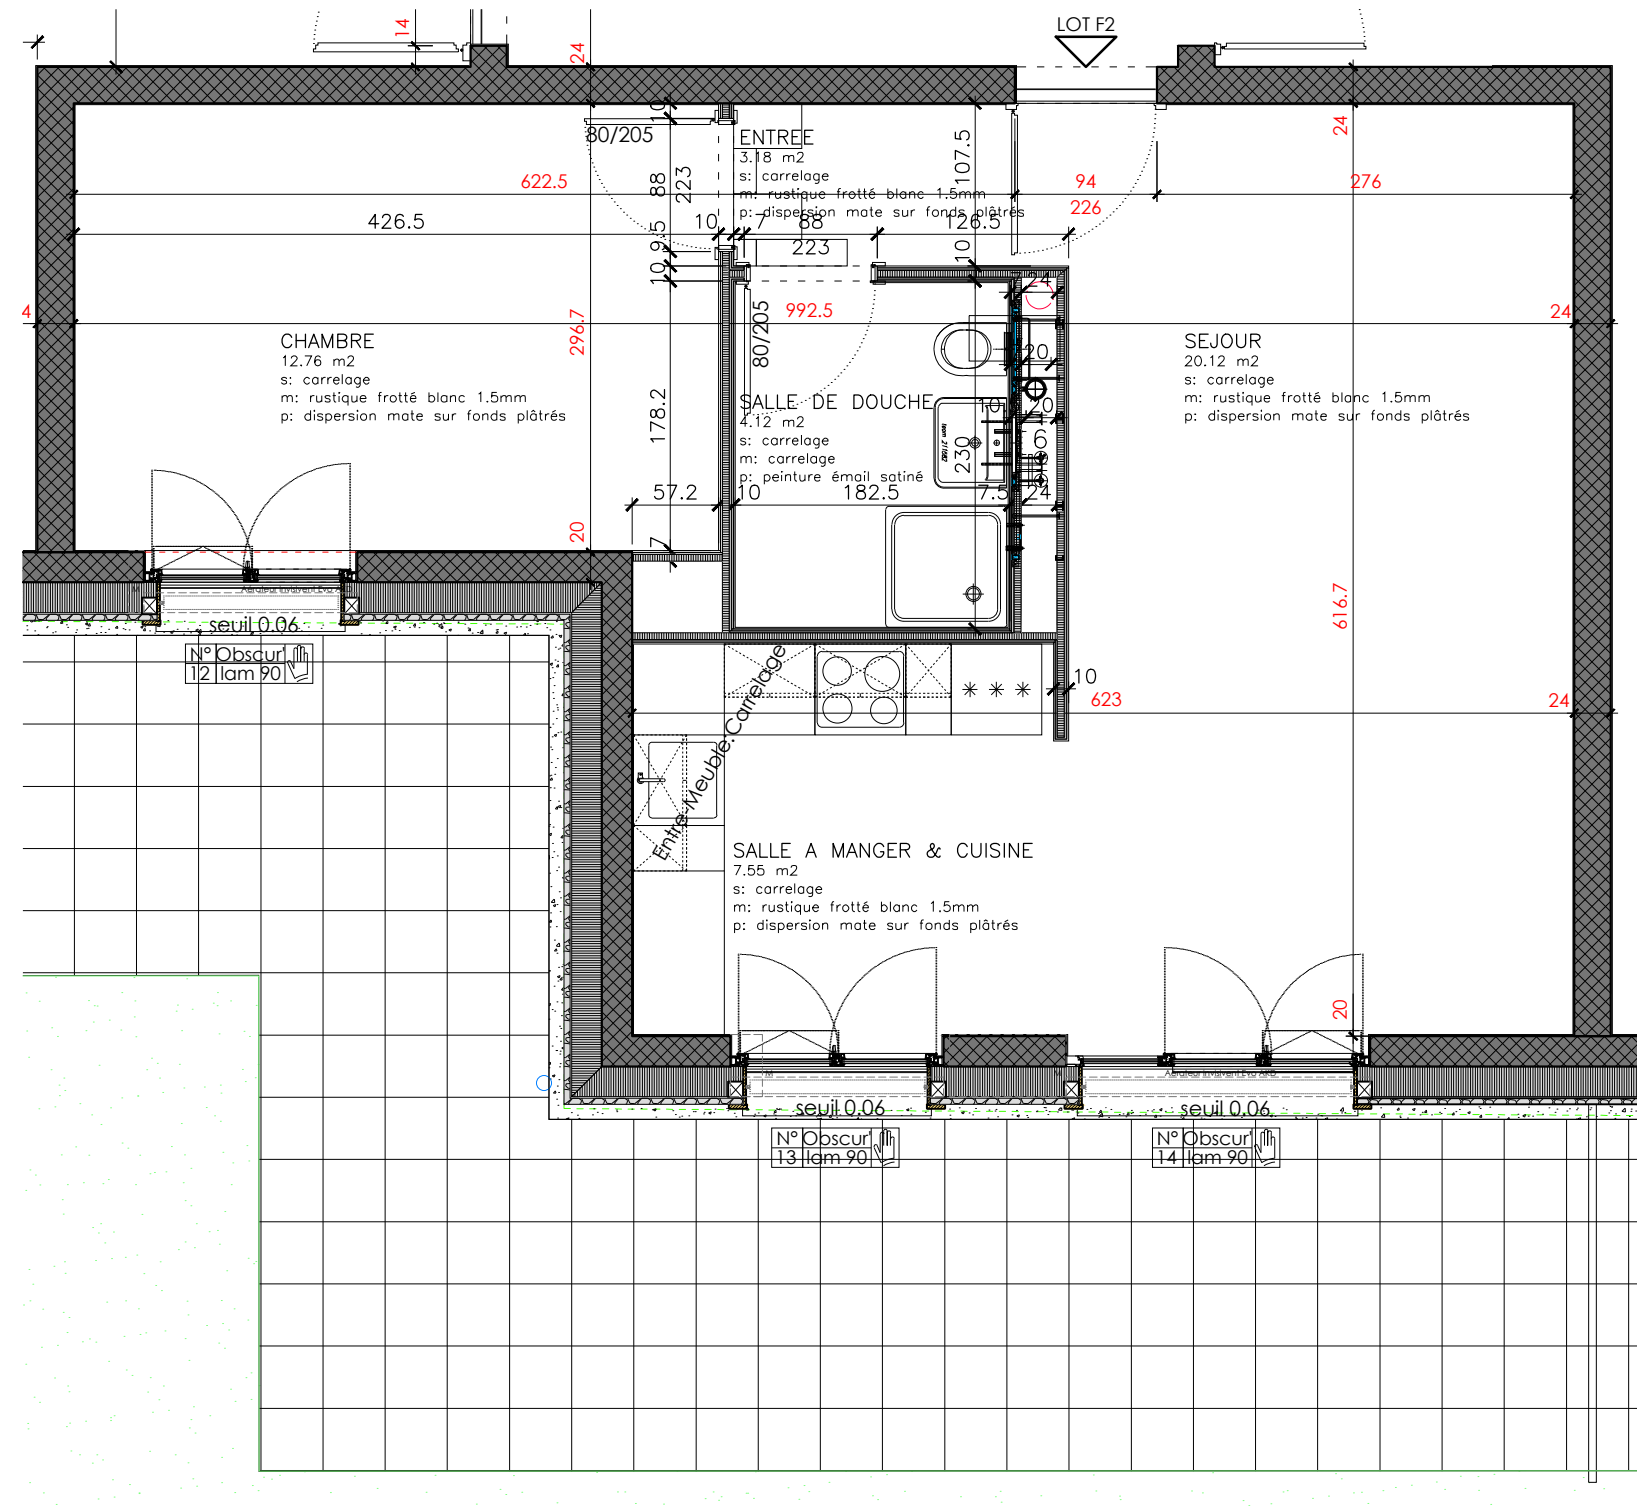 LOT F2
14
24
10
80/205
ENTREE
3.18 m2
s: carrelage
m: rustique frotté blanc 1.5mm
p: dispersion mate sur fonds plâtrés
24
107.5
622.5
88
223
94
276
226
426.5
10
7
88
126.5
9.5
223
10
10
24
4
296.7
992.5
24
80/205
CHAMBRE
12.76 m2
s: carrelage
m: rustique frotté blanc 1.5mm
p: dispersion mate sur fonds plâtrés
SEJOUR
20.12 m2
s: carrelage
m: rustique frotté blanc 1.5mm
p: dispersion mate sur fonds plâtrés
20
178.2
SALLE DE DOUCHE
4.12 m2
s: carrelage
m: carrelage
p: peinture émail satiné
10
20
230
6
57.2
10
182.5
7.5
24
20
7
616.7
seuil 0.06
N° Obscur'
12 lam 90
10
623
24
Entre-Meuble: Carrelage
SALLE A MANGER & CUISINE
7.55 m2
s: carrelage
m: rustique frotté blanc 1.5mm
p: dispersion mate sur fonds plâtrés
20
seuil 0.06
seuil 0.06
N° Obscur'
13 lam 90
N° Obscur'
14 lam 90